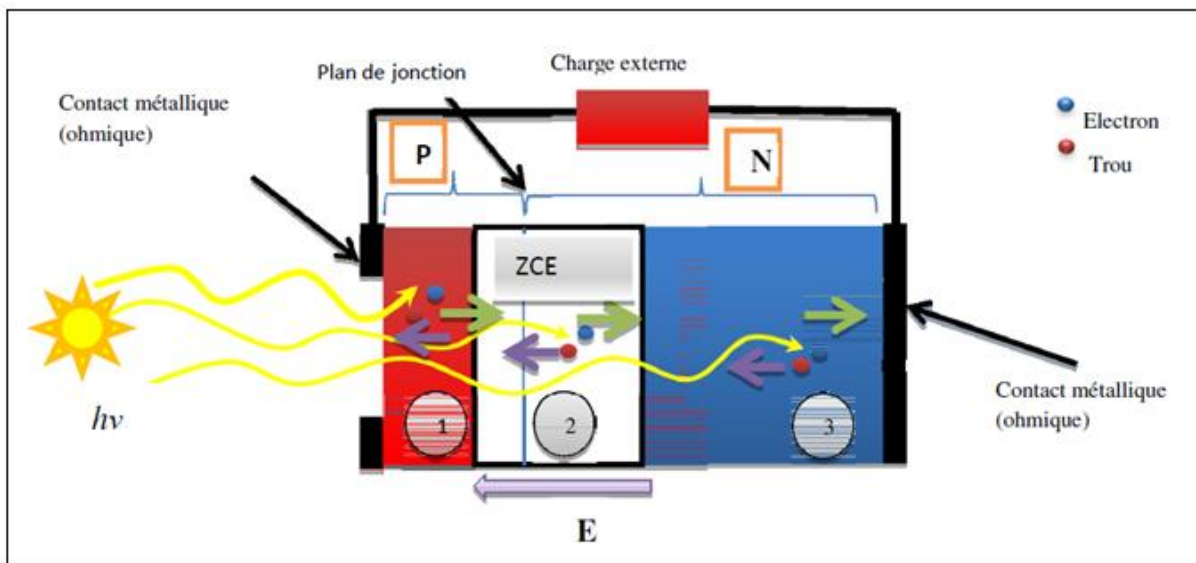 Plan de jonction
Charge externe
Contact métallique
(ohmique)
Electron
Trou
P
N
ZCE
hν
1
2
3
Contact métallique
(ohmique)
E